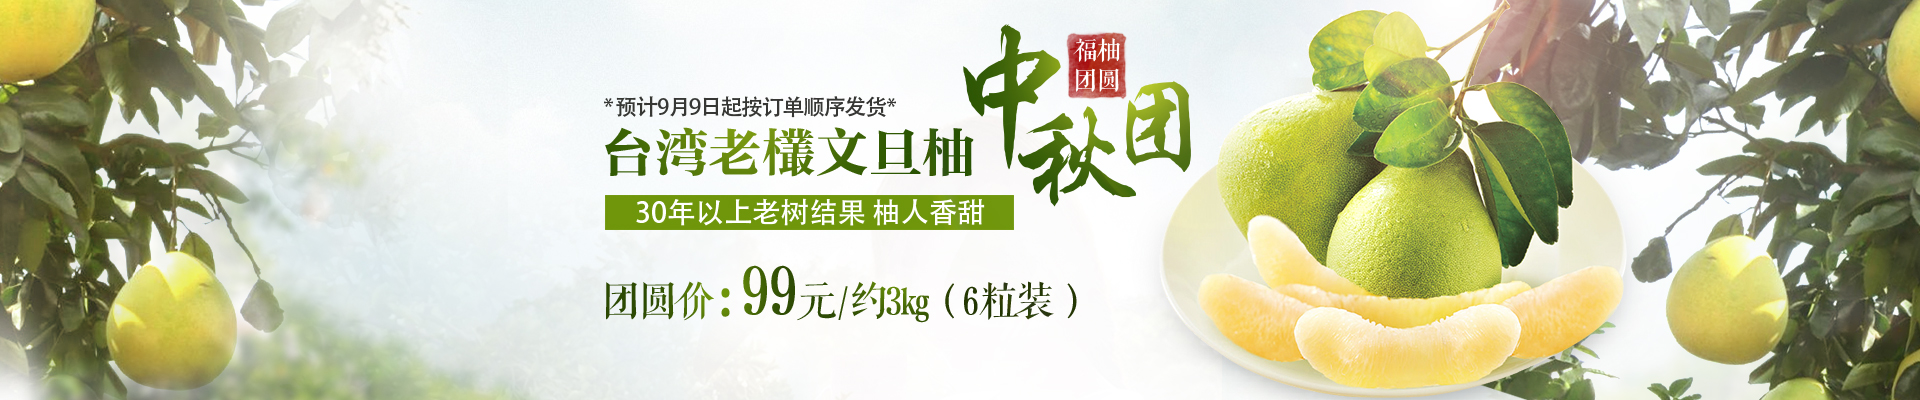 *预计9月9日起按订单顺序发货*
台湾老欉文旦柚
中秋团
福柚
团圆
30年以上老树结果 柚人香甜
团圆价：99元/约3kg（6粒装）